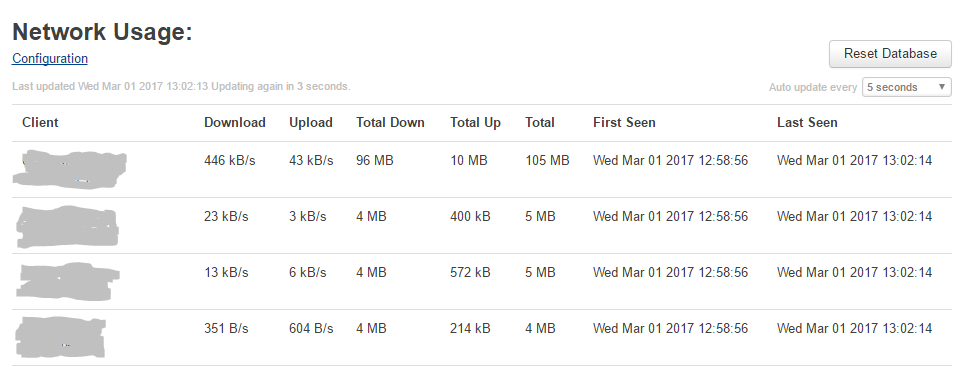 Network Usage:
Configuration
Reset Database
Last updated Wed Mar 01 2017 13:02:13 Updating again in 3 seconds.
Auto update every 5 seconds
Client Download Upload Total Down Total Up Total First Seen Last Seen
446 kB/s 43 kB/s 96 MB 10 MB 105 MB Wed Mar 01 2017 12:58:56 Wed Mar 01 2017 13:02:14
23 kB/s 3 kB/s 4 MB 400 kB 5 MB Wed Mar 01 2017 12:58:56 Wed Mar 01 2017 13:02:14
13 kB/s 6 kB/s 4 MB 572 kB 5 MB Wed Mar 01 2017 12:58:56 Wed Mar 01 2017 13:02:14
351 B/s 604 B/s 4 MB 214 kB 4 MB Wed Mar 01 2017 12:58:56 Wed Mar 01 2017 13:02:14